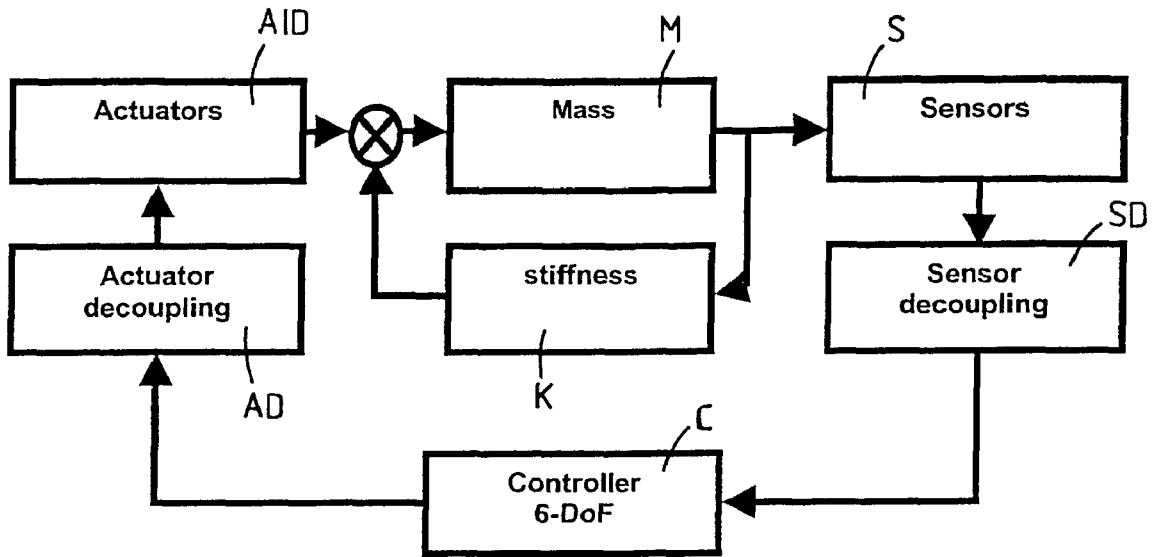 AID
M
S
Actuators
Mass
Sensors
SD
Actuator
decoupling
stiffness
Sensor
decoupling
AD
K
C
Controller
6-DoF